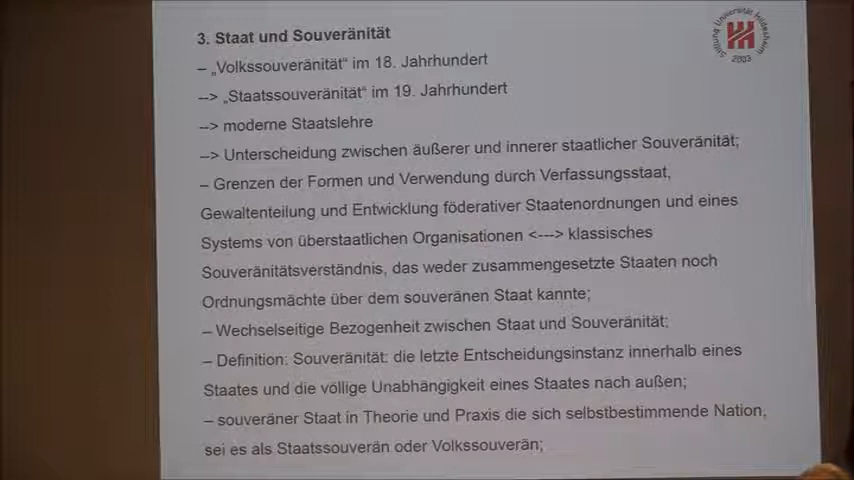 3. Staat und Souveränität
– „Volkssouveränität“ im 18. Jahrhundert
--> „Staatssouveränität“ im 19. Jahrhundert
--> moderne Staatslehre
--> Unterscheidung zwischen äußerer und innerer staatlicher Souveränität;
– Grenzen der Formen und Verwendung durch Verfassungsstaat,
Gewaltenteilung und Entwicklung föderativer Staatenordnungen und eines
Systems von überstaatlichen Organisationen <---> klassisches
Souveränitätsverständnis, das weder zusammengesetzte Staaten noch
Ordnungsmächte über dem souveränen Staat kannte;
– Wechselseitige Bezogenheit zwischen Staat und Souveränität;
– Definition: Souveränität: die letzte Entscheidungsinstanz innerhalb eines
Staates und die völlige Unabhängigkeit eines Staates nach außen;
– souveräner Staat in Theorie und Praxis die sich selbstbestimmende Nation,
sei es als Staatssouverän oder Volkssouverän;
Stiftung Universität Hildesheim
2003